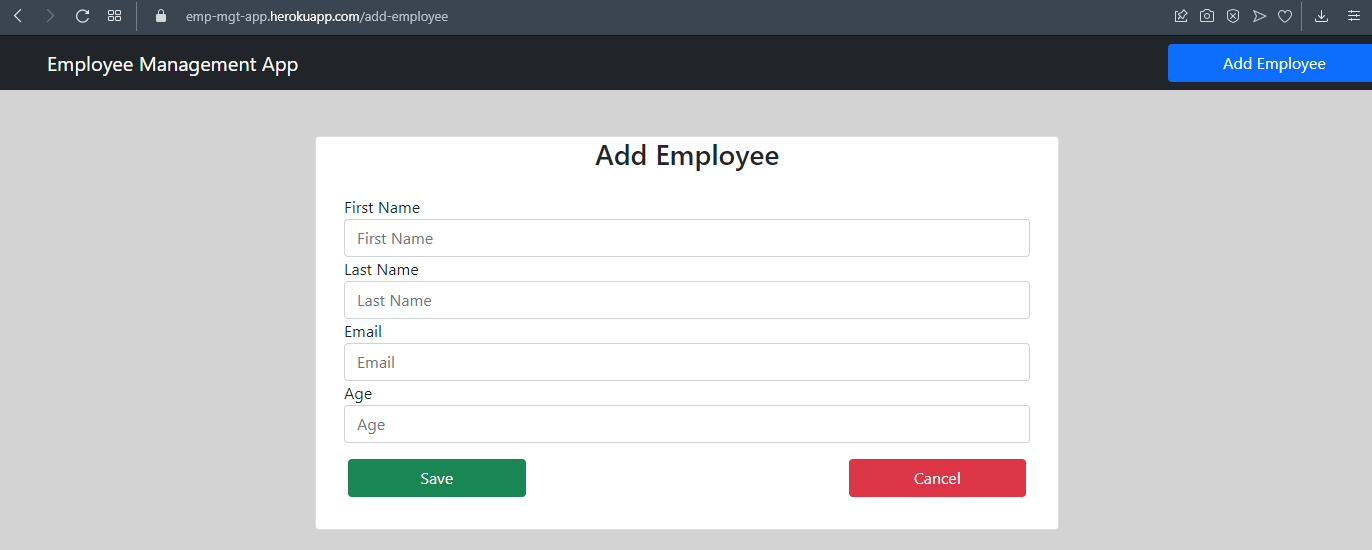 emp-mgt-app.herokuapp.com/add-employee
Employee Management App
Add Employee
Add Employee
First Name
First Name
Last Name
Last Name
Email
Email
Age
Age
Save
Cancel